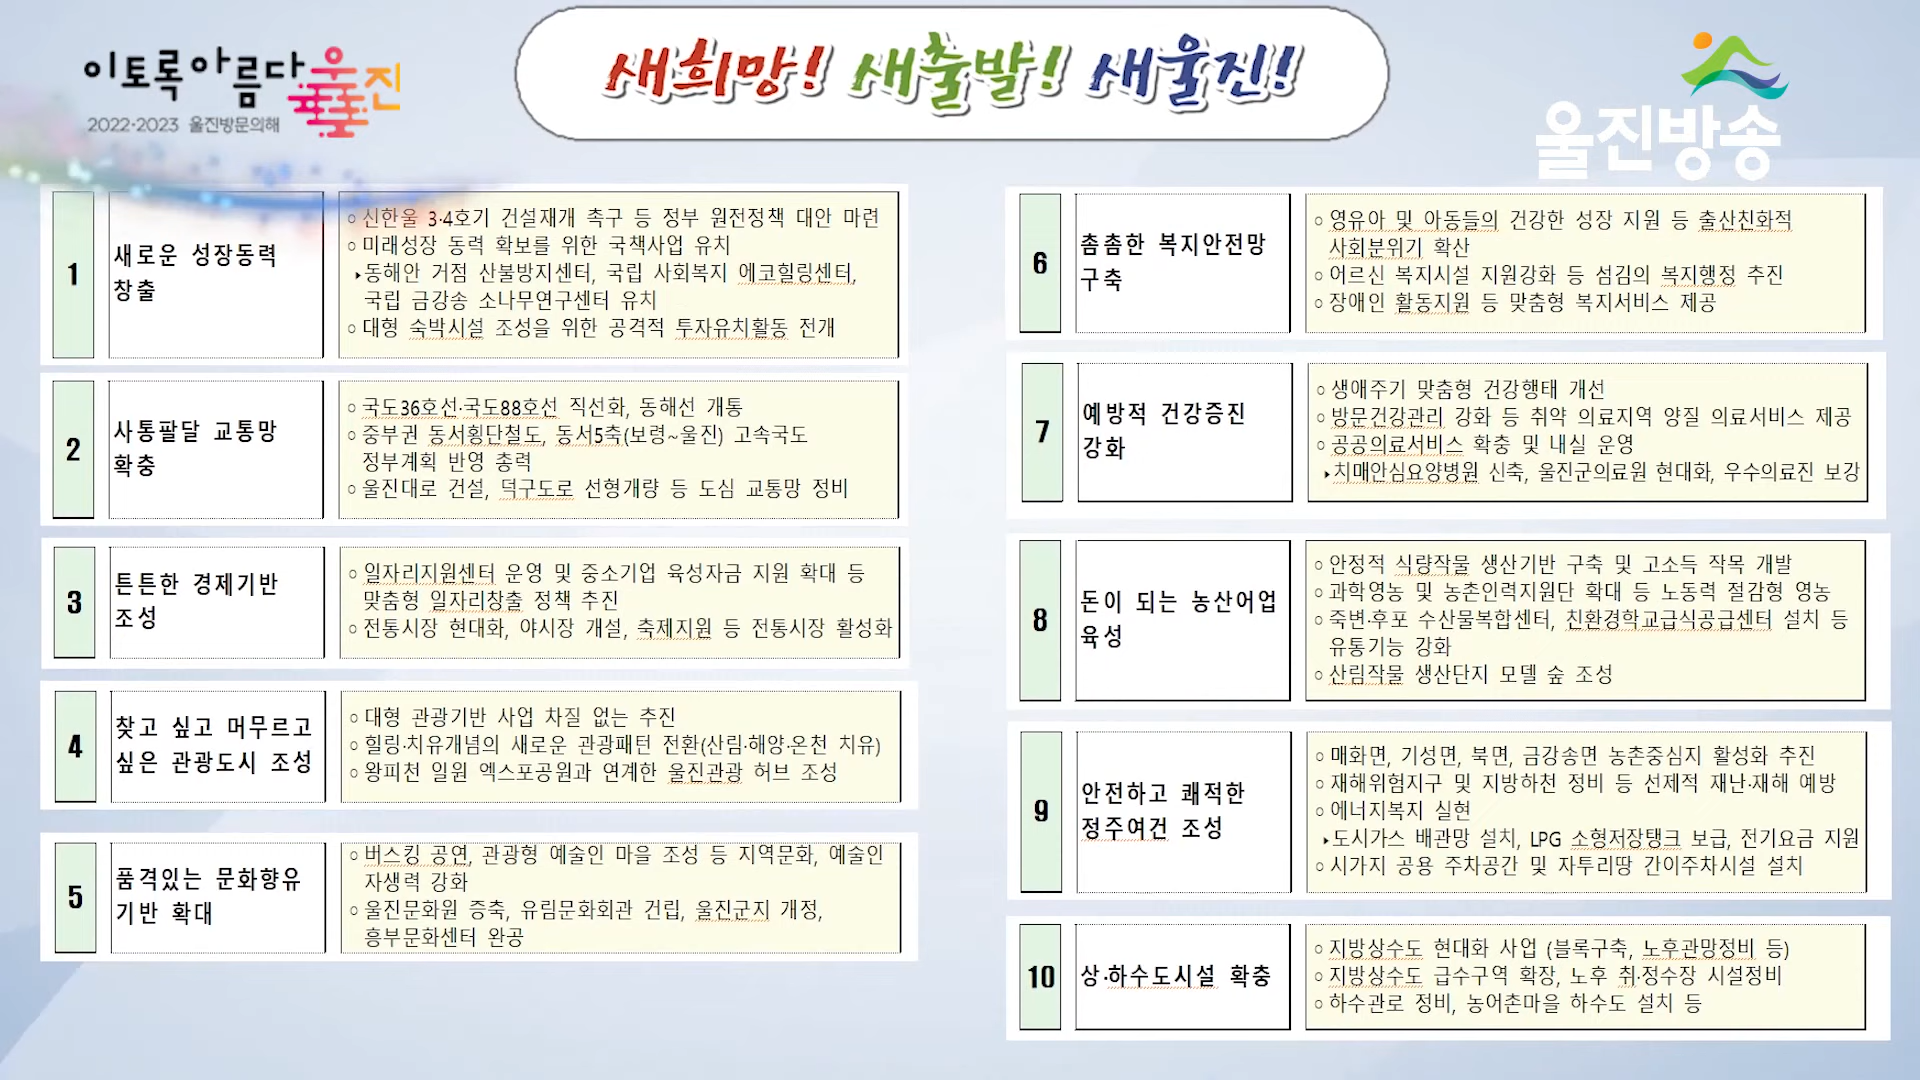 이토록아름다울진
2022-2023 울진방문의해
새희망! 새출발! 새울진!
울진방송
1
새로운 성장동력
창출
○ 신한울 3·4호기 건설재개 촉구 등 정부 원전정책 대안 마련
○ 미래성장 동력 확보를 위한 국책사업 유치
▸동해안 거점 산불방지센터, 국립 사회복지 에코힐링센터,
국립 금강송 소나무연구센터 유치
○ 대형 숙박시설 조성을 위한 공격적 투자유치활동 전개
2
사통팔달 교통망
확충
○ 국도36호선·국도88호선 직선화, 동해선 개통
○ 중부권 동서횡단철도, 동서5축(보령~울진) 고속국도
정부계획 반영 총력
○ 울진대로 건설, 덕구도로 선형개량 등 도심 교통망 정비
3
튼튼한 경제기반
조성
○ 일자리지원센터 운영 및 중소기업 육성자금 지원 확대 등
맞춤형 일자리창출 정책 추진
○ 전통시장 현대화, 야시장 개설, 축제지원 등 전통시장 활성화
4
찾고 싶고 머무르고
싶은 관광도시 조성
○ 대형 관광기반 사업 차질 없는 추진
○ 힐링·치유개념의 새로운 관광패턴 전환(산림·해양·온천 치유)
○ 왕피천 일원 엑스포공원과 연계한 울진관광 허브 조성
5
품격있는 문화향유
기반 확대
○ 버스킹 공연, 관광형 예술인 마을 조성 등 지역문화, 예술인
자생력 강화
○ 울진문화원 증축, 유림문화회관 건립, 울진군지 개정,
흥부문화센터 완공
6
촘촘한 복지안전망
구축
○ 영유아 및 아동들의 건강한 성장 지원 등 출산친화적
사회분위기 확산
○ 어르신 복지시설 지원강화 등 섬김의 복지행정 추진
○ 장애인 활동지원 등 맞춤형 복지서비스 제공
7
예방적 건강증진
강화
○ 생애주기 맞춤형 건강행태 개선
○ 방문건강관리 강화 등 취약 의료지역 양질 의료서비스 제공
○ 공공의료서비스 확충 및 내실 운영
▸치매안심요양병원 신축, 울진군의료원 현대화, 우수의료진 보강
8
돈이 되는 농산어업
육성
○ 안정적 식량작물 생산기반 구축 및 고소득 작목 개발
○ 과학영농 및 농촌인력지원단 확대 등 노동력 절감형 영농
○ 죽변·후포 수산물복합센터, 친환경학교급식공급센터 설치 등
유통기능 강화
○ 산림작물 생산단지 모델 숲 조성
9
안전하고 쾌적한
정주여건 조성
○ 매화면, 기성면, 북면, 금강송면 농촌중심지 활성화 추진
○ 재해위험지구 및 지방하천 정비 등 선제적 재난·재해 예방
○ 에너지복지 실현
▸도시가스 배관망 설치, LPG 소형저장탱크 보급, 전기요금 지원
○ 시가지 공용 주차공간 및 자투리땅 간이주차시설 설치
10
상·하수도시설 확충
○ 지방상수도 현대화 사업 (블록구축, 노후관망정비 등)
○ 지방상수도 급수구역 확장, 노후 취·정수장 시설정비
○ 하수관로 정비, 농어촌마을 하수도 설치 등